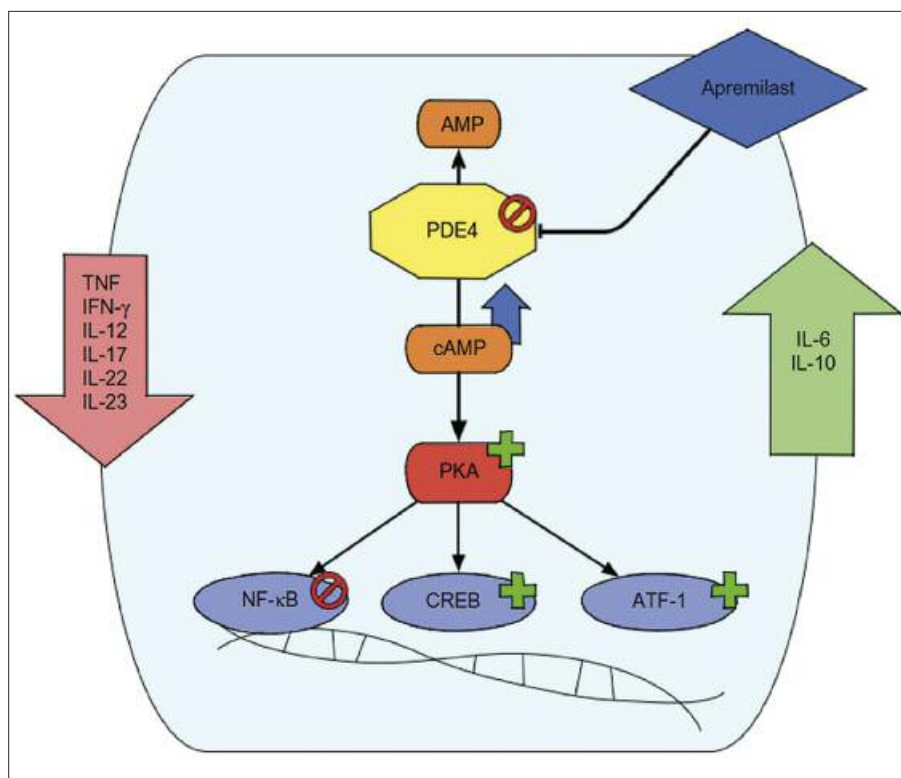 Apremilast
AMP
PDE4
TNF
IFN-γ
IL-12
IL-17
IL-22
IL-23
cAMP
IL-6
IL-10
PKA
NF-κB
CREB
ATF-1